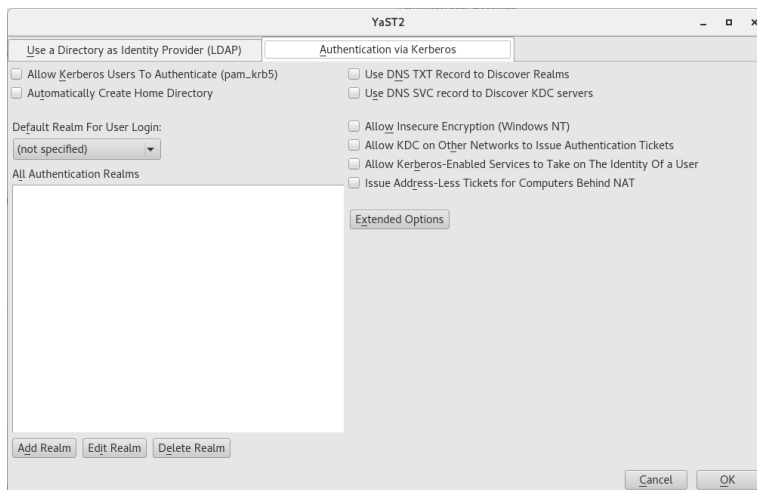 YaST2
Use a Directory as Identity Provider (LDAP)
Authentication via Kerberos
Allow Kerberos Users To Authenticate (pam_krb5)
Automatically Create Home Directory
Default Realm For User Login:
(not specified)
All Authentication Realms
Add Realm
Edit Realm
Delete Realm
Use DNS TXT Record to Discover Realms
Use DNS SVC record to Discover KDC servers
Allow Insecure Encryption (Windows NT)
Allow KDC on Other Networks to Issue Authentication Tickets
Allow Kerberos-Enabled Services to Take on The Identity Of a User
Issue Address-Less Tickets for Computers Behind NAT
Extended Options
Cancel
OK